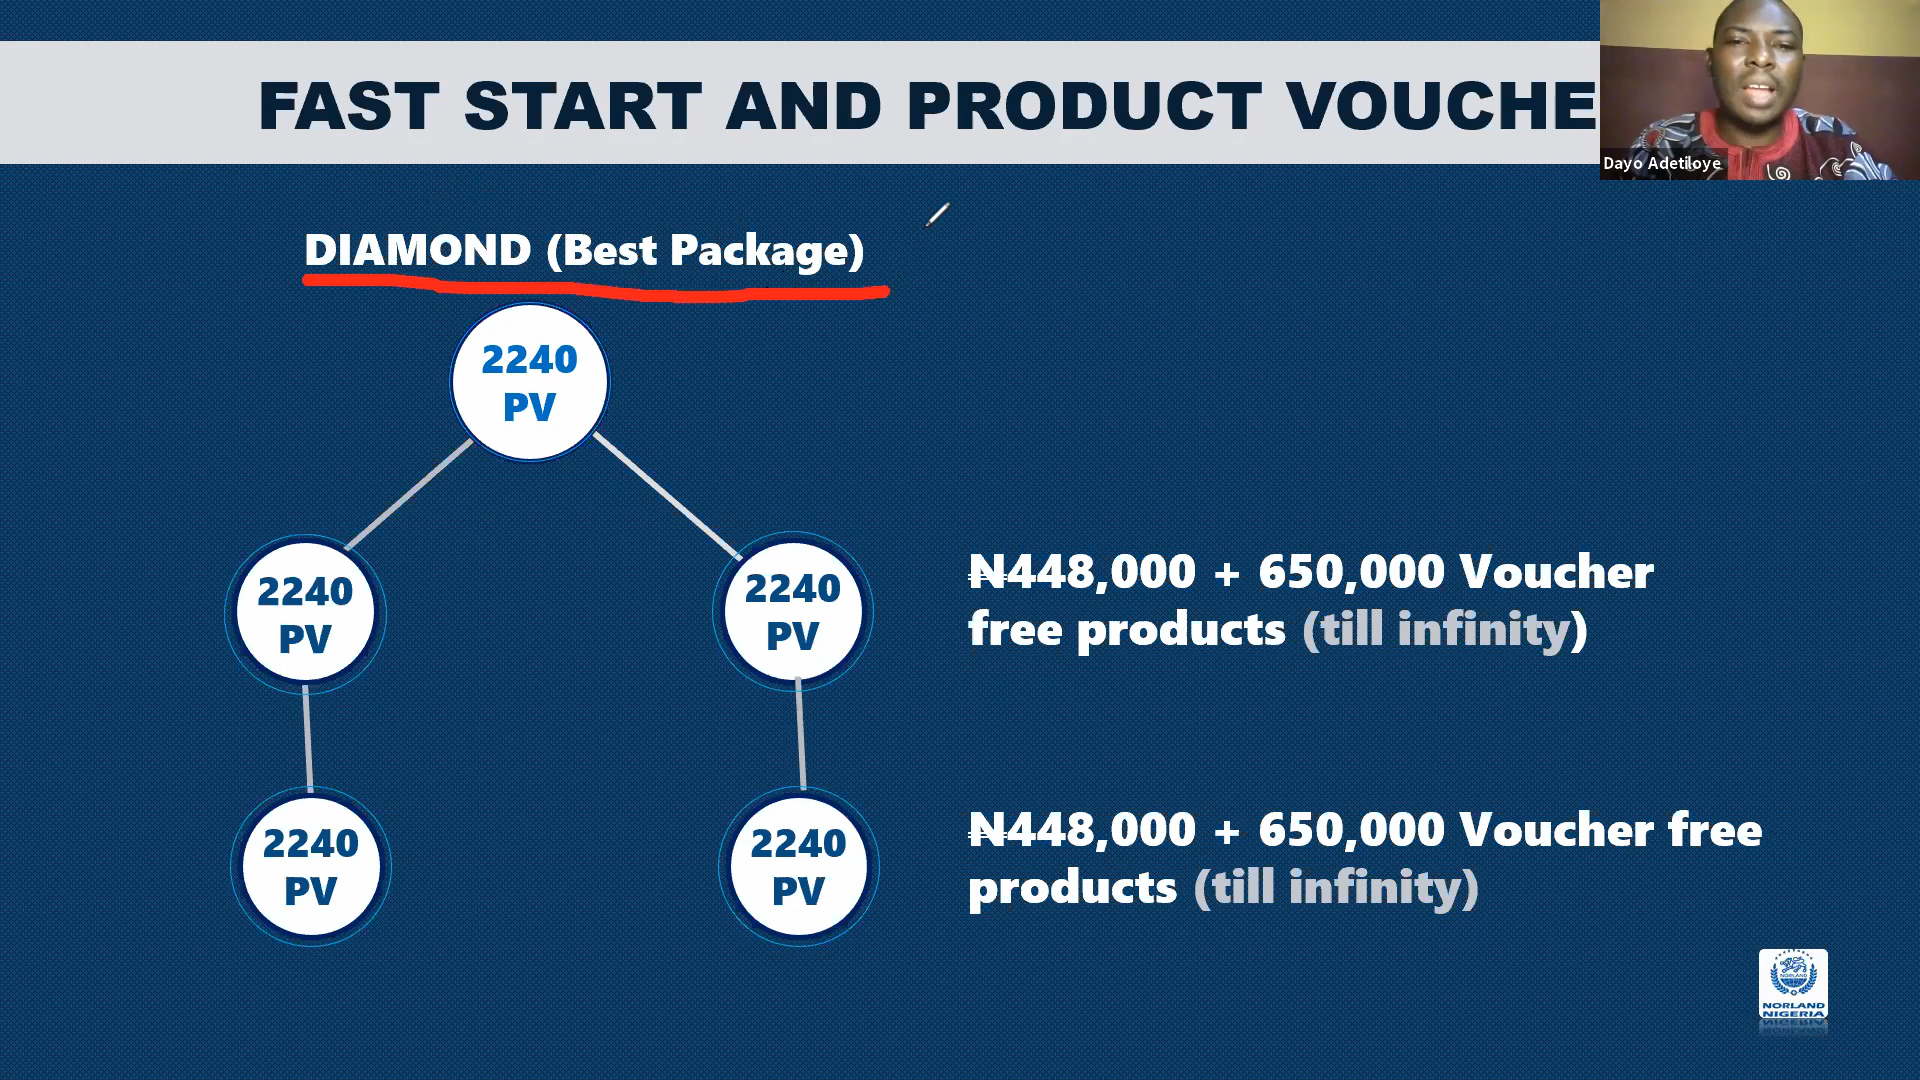 FAST START AND PRODUCT VOUCHE
Dayo Adetiloye
DIAMOND (Best Package)
2240
PV
2240
PV
2240
PV
₦448,000 + 650,000 Voucher
free products (till infinity)
2240
PV
2240
PV
₦448,000 + 650,000 Voucher free
products (till infinity)
NORLAND
NORLAND
NIGERIA